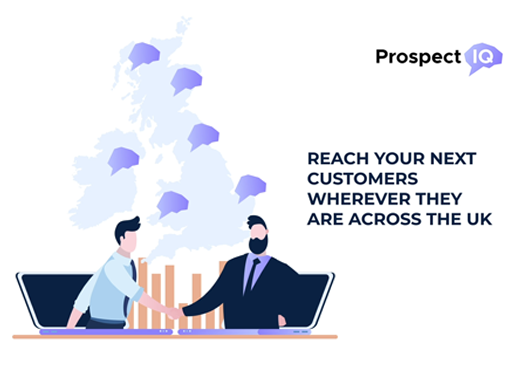 Prospect IQ
REACH YOUR NEXT
CUSTOMERS
WHEREVER THEY
ARE ACROSS THE UK